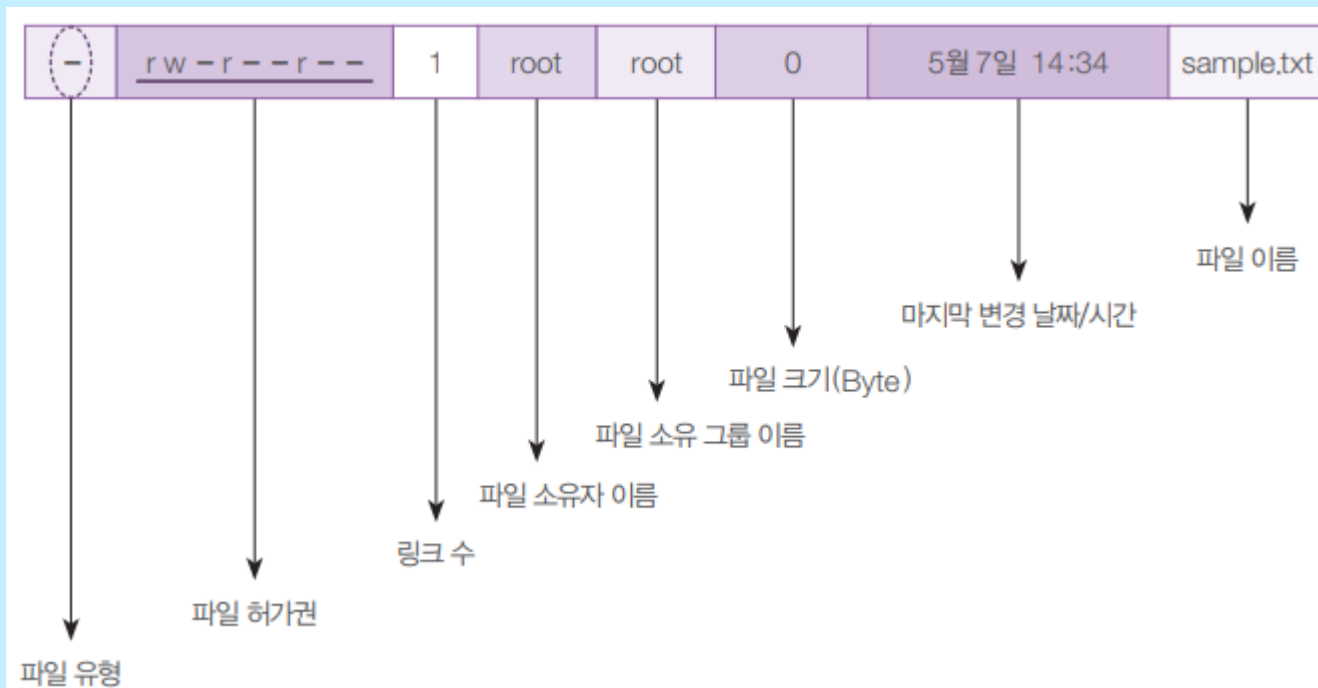 - rw-r--r-- 1 root root 0 5월 7일 14:34 sample.txt
파일 이름
마지막 변경 날짜/시간
파일 크기(Byte)
파일 소유 그룹 이름
파일 소유자 이름
링크 수
파일 허가권
파일 유형